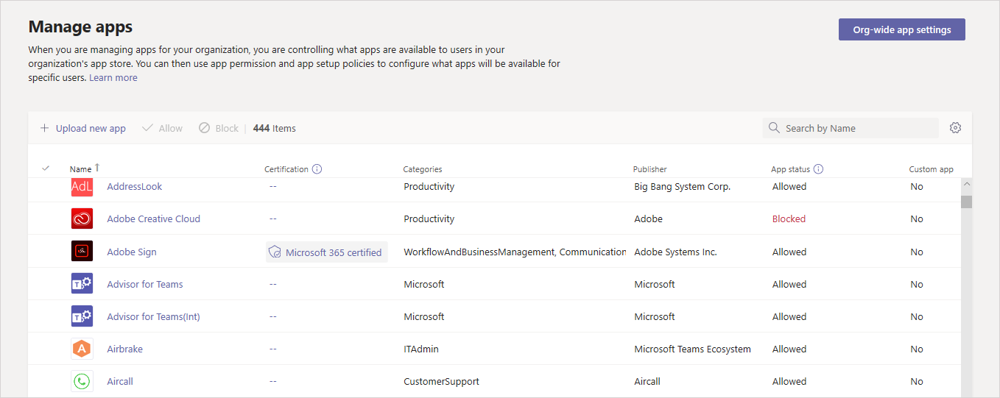 Manage apps
Org-wide app settings
When you are managing apps for your organization, you are controlling what apps are available to users in your
organization's app store. You can then use app permission and app setup policies to configure what apps will be available for
specific users. Learn more
Upload new app Allow Block 444 Items Search by Name
Name Certification Categories Publisher App status Custom app
AdL AddressLook -- Productivity Big Bang System Corp. Allowed No
Adobe Creative Cloud -- Productivity Adobe Blocked No
Adobe Sign Microsoft 365 certified WorkflowAndBusinessManagement, Communication Adobe Systems Inc. Allowed No
T Advisor for Teams -- Microsoft Microsoft Allowed No
T Advisor for Teams(Int) -- Microsoft Microsoft Allowed No
A Airbrake -- ITAdmin Microsoft Teams Ecosystem Allowed No
Aircall -- CustomerSupport Aircall Allowed No